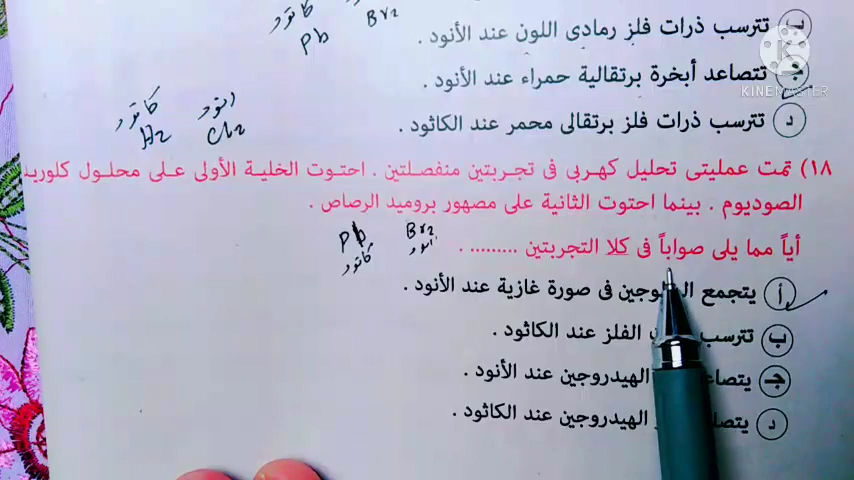 كاثود
Pb
Br2
ب تترسب ذرات فلز رمادى اللون عند الأنود .
جـ تتصاعد أبخرة برتقالية حمراء عند الأنود .
KINEMASTER
كاثود
H2
انود
Cl2
د تترسب ذرات فلز برتقالى محمر عند الكاثود .
١٨) تمت عمليتى تحليل كهربى فى تجربتين منفصلتين . احتوت الخلية الأولى على محلول كلوريد
الصوديوم . بينما احتوت الثانية على مصهور بروميد الرصاص .
Pb
كاثود
Br2
انود
أياً مما يلى صواباً فى كلا التجربتين ......... .
أ يتجمع الهالوجين فى صورة غازية عند الأنود .
ب تترسب الفلز عند الكاثود .
جـ الهيدروجين عند الأنود .
د الهيدروجين عند الكاثود .